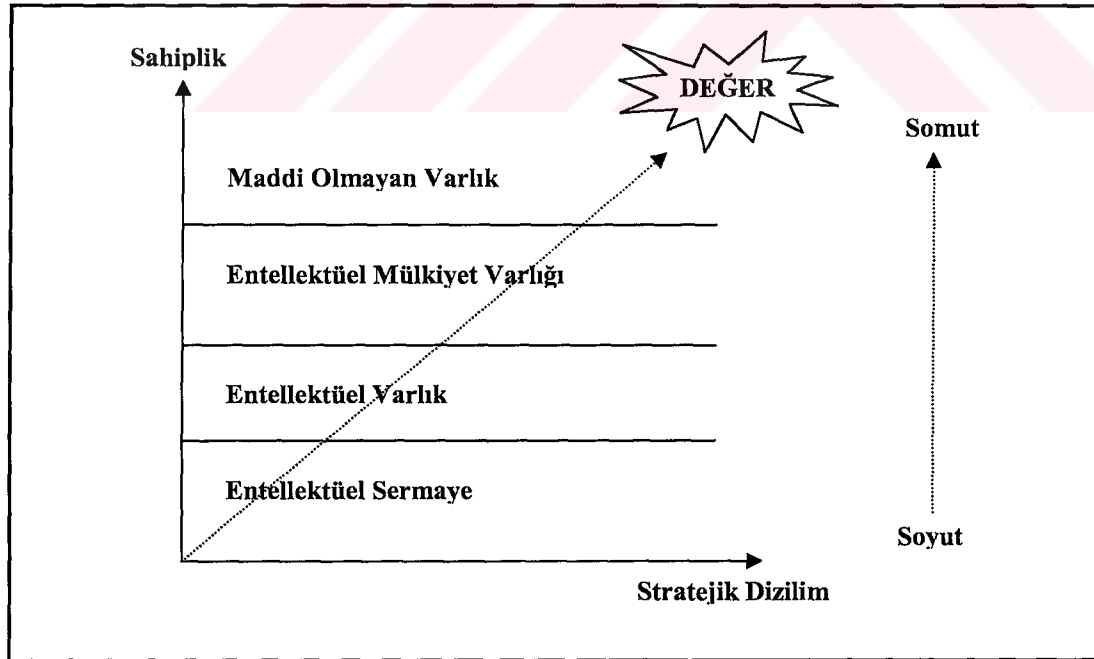 Sahiplik
DEĞER
Somut
Maddi Olmayan Varlık
Entellektüel Mülkiyet Varlığı
Entellektüel Varlık
Entellektüel Sermaye
Soyut
Stratejik Dizilim